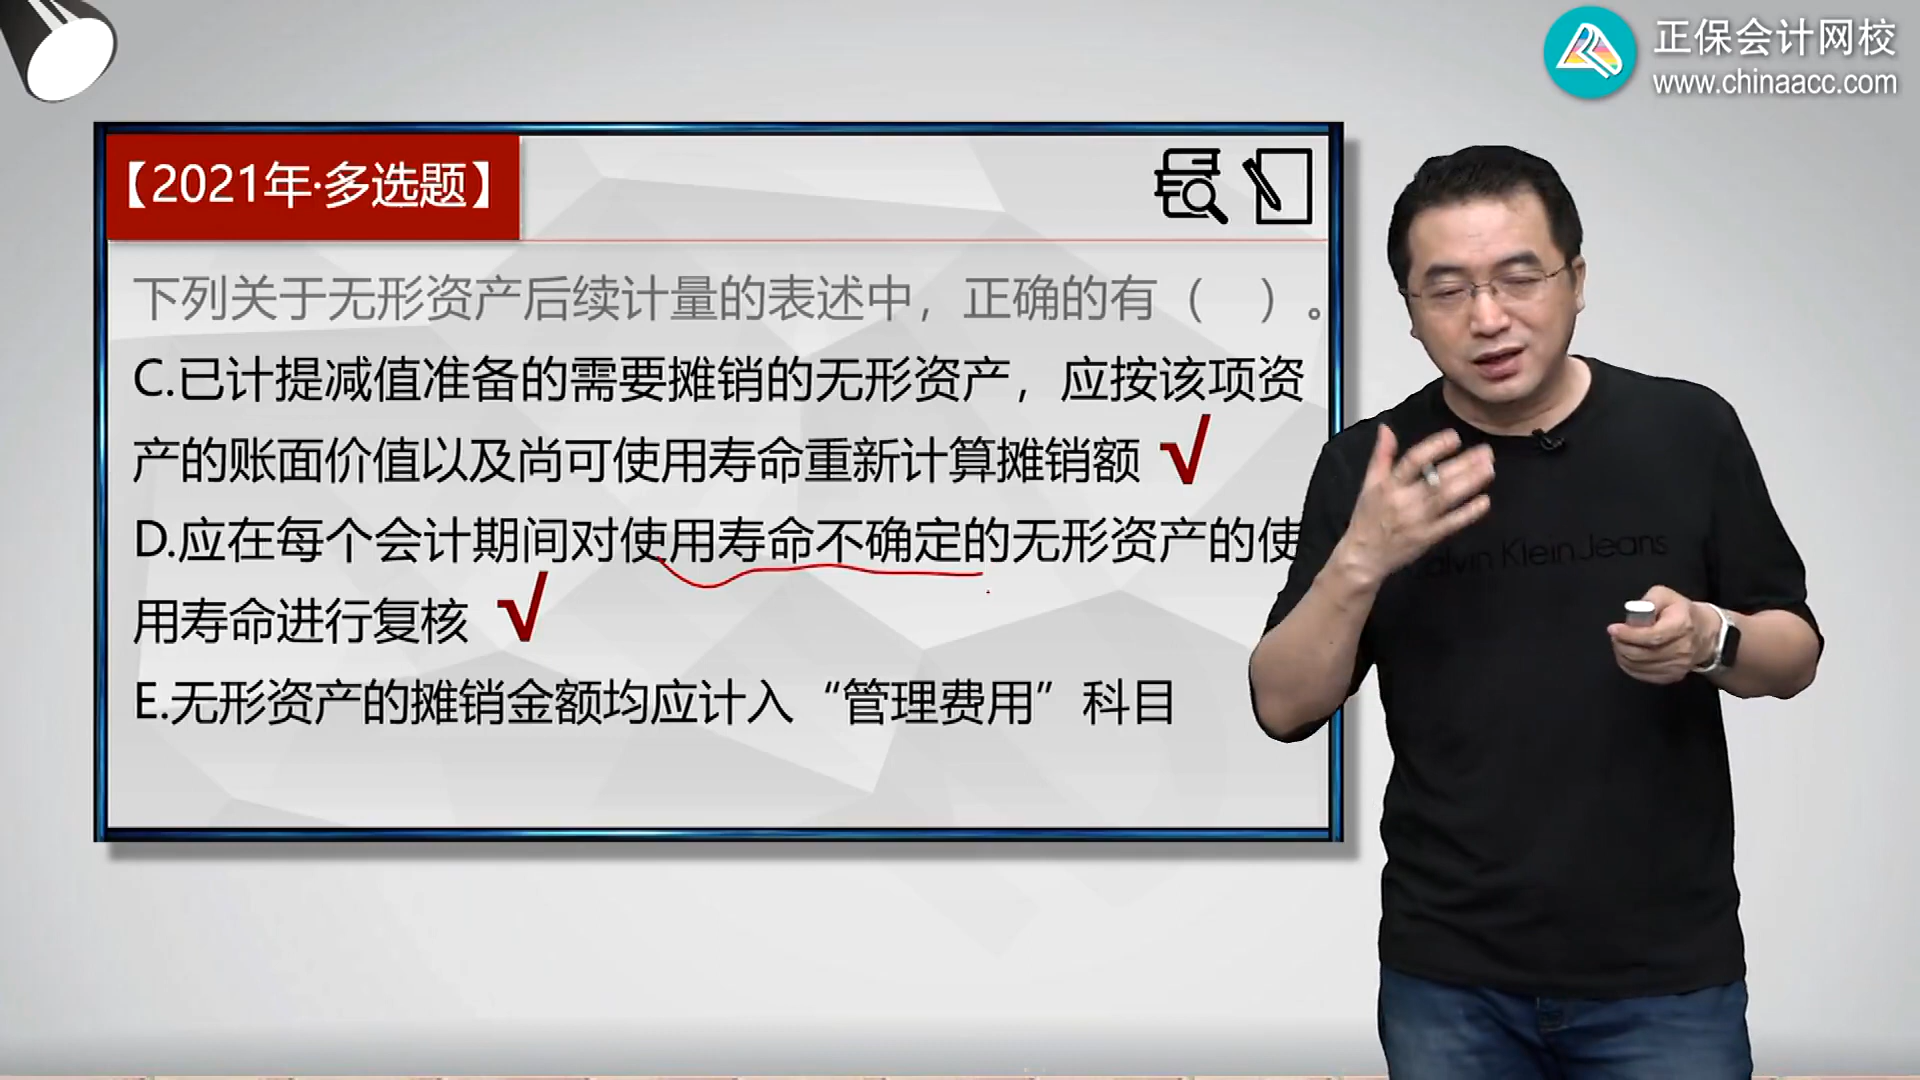 正保会计网校
www.chinaacc.com
【2021年·多选题】
下列关于无形资产后续计量的表述中，正确的有（　）。
C.已计提减值准备的需要摊销的无形资产，应按该项资
产的账面价值以及尚可使用寿命重新计算摊销额 √
D.应在每个会计期间对使用寿命不确定的无形资产的使
用寿命进行复核 √
E.无形资产的摊销金额均应计入“管理费用”科目
Calvin Klein Jeans